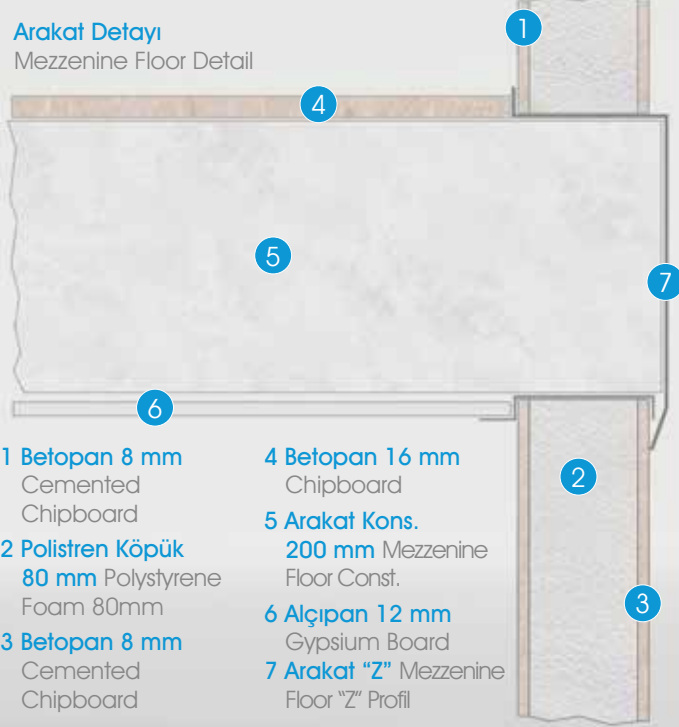 Arakat Detayı
Mezzenine Floor Detail
1
4
5
7
6
2
3
1 Betopan 8 mm
Cemented
Chipboard
2 Polistren Köpük
80 mm Polystyrene
Foam 80mm
3 Betopan 8 mm
Cemented
Chipboard
4 Betopan 16 mm
Chipboard
5 Arakat Kons.
200 mm Mezzenine
Floor Const.
6 Alçıpan 12 mm
Gypsium Board
7 Arakat “Z” Mezzenine
Floor “Z” Profil